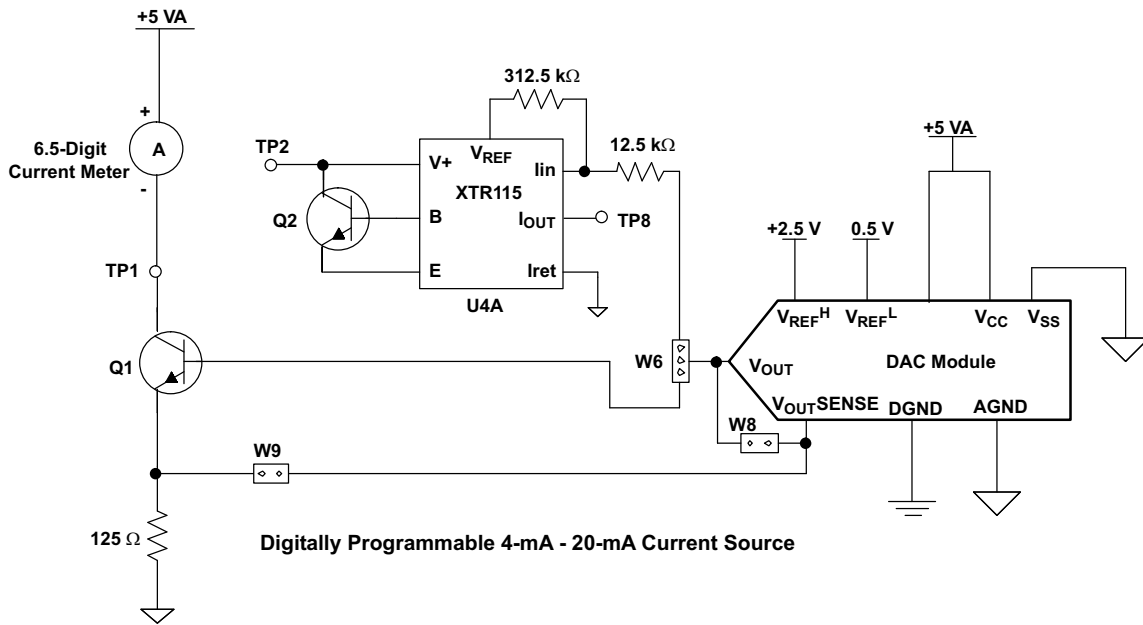 +5 VA
+
A
6.5-Digit
Current Meter
-
TP1
Q1
W9
125 Ω
TP2
Q2
312.5 kΩ
12.5 kΩ
V+
VREF
Iin
XTR115
B
IOUT
TP8
E
Iret
U4A
W6
W8
+5 VA
+2.5 V
0.5 V
VREFH
VREFL
VCC
VSS
DAC Module
VOUT
VOUTSENSE
DGND
AGND
Digitally Programmable 4-mA - 20-mA Current Source